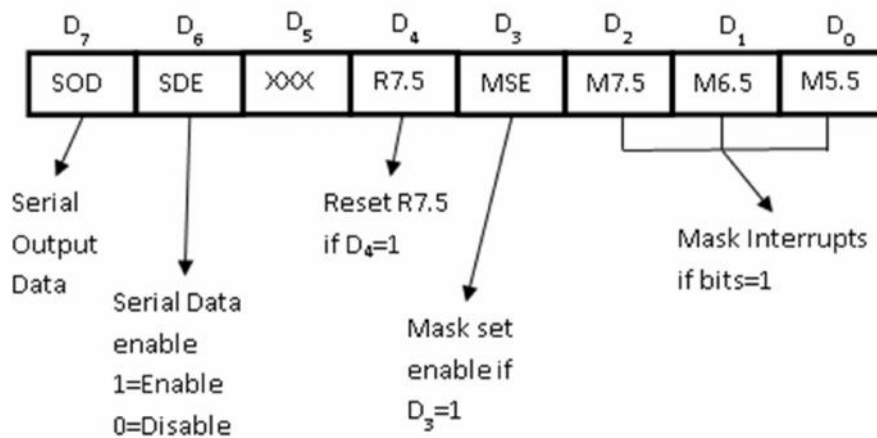 D7 D6 D5 D4 D3 D2 D1 D0
SOD SDE XXX R7.5 MSE M7.5 M6.5 M5.5
Serial
Output
Data
Serial Data
enable
1=Enable
0=Disable
Reset R7.5
if D4=1
Mask set
enable if
D3=1
Mask Interrupts
if bits=1